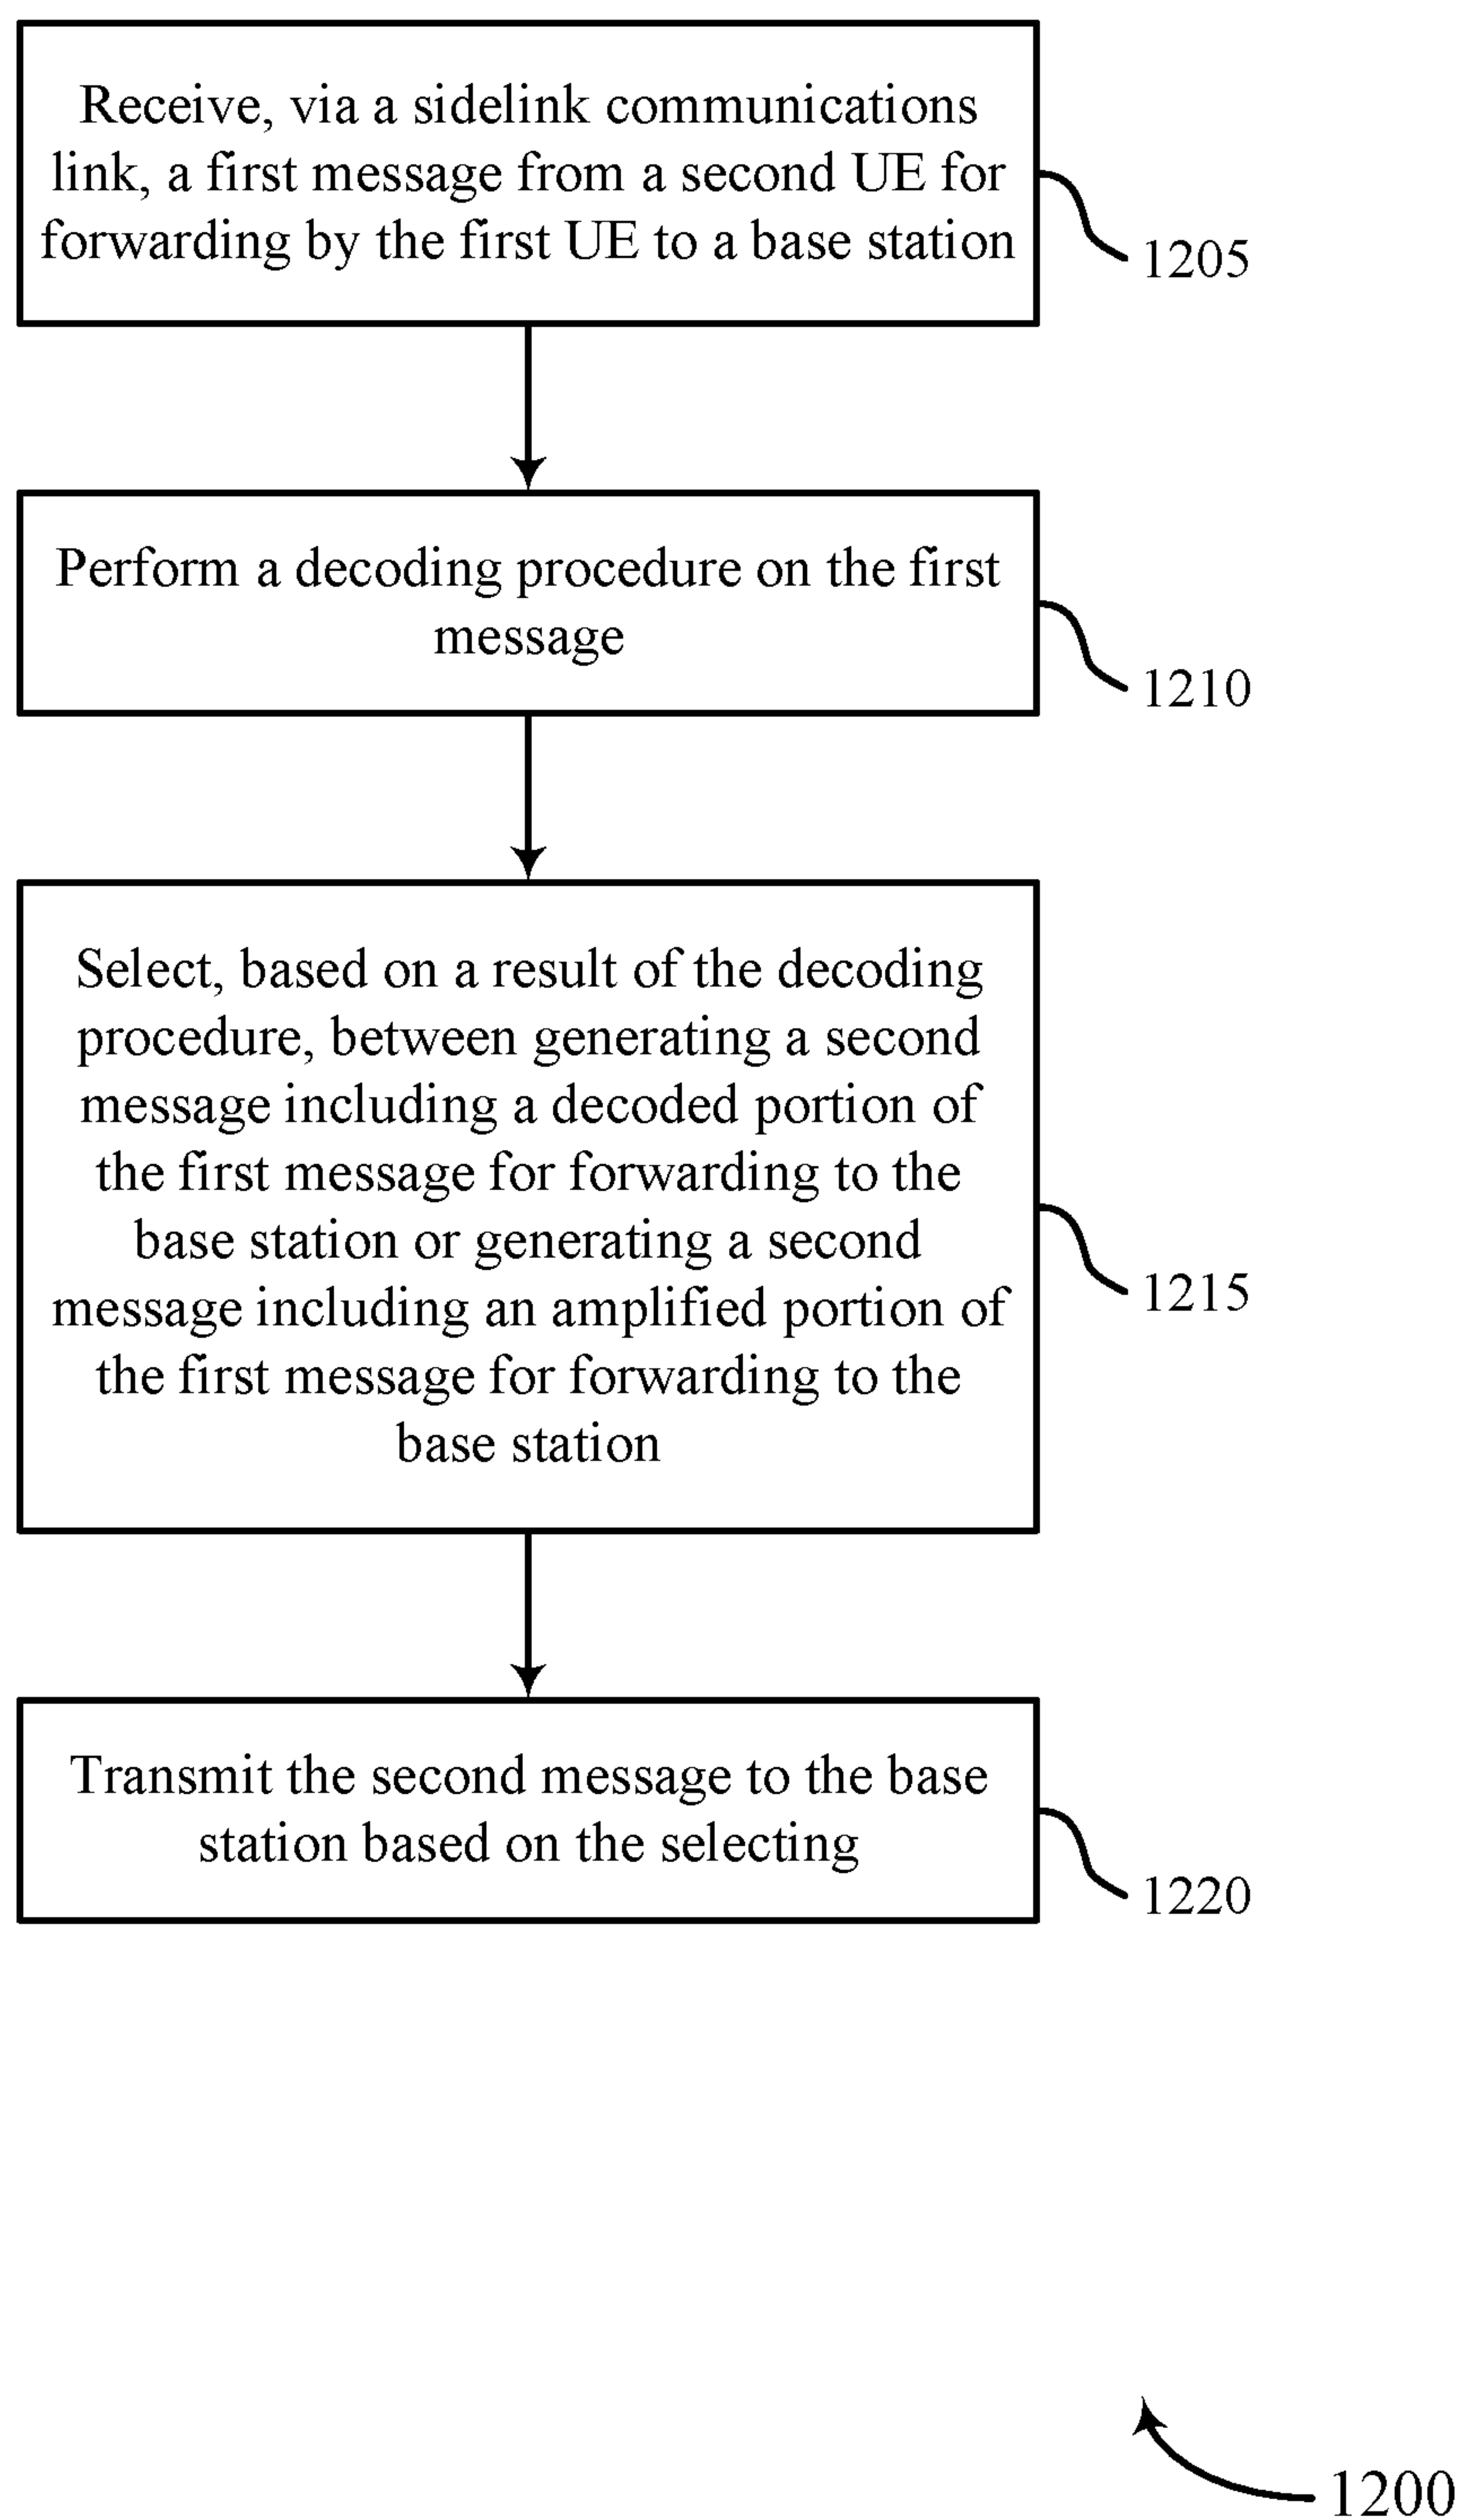 Receive, via a sidelink communications
link, a first message from a second UE for
forwarding by the first UE to a base station
1205
Perform a decoding procedure on the first
message
1210
Select, based on a result of the decoding
procedure, between generating a second
message including a decoded portion of
the first message for forwarding to the
base station or generating a second
message including an amplified portion of
the first message for forwarding to the
base station
1215
Transmit the second message to the base
station based on the selecting
1220
1200